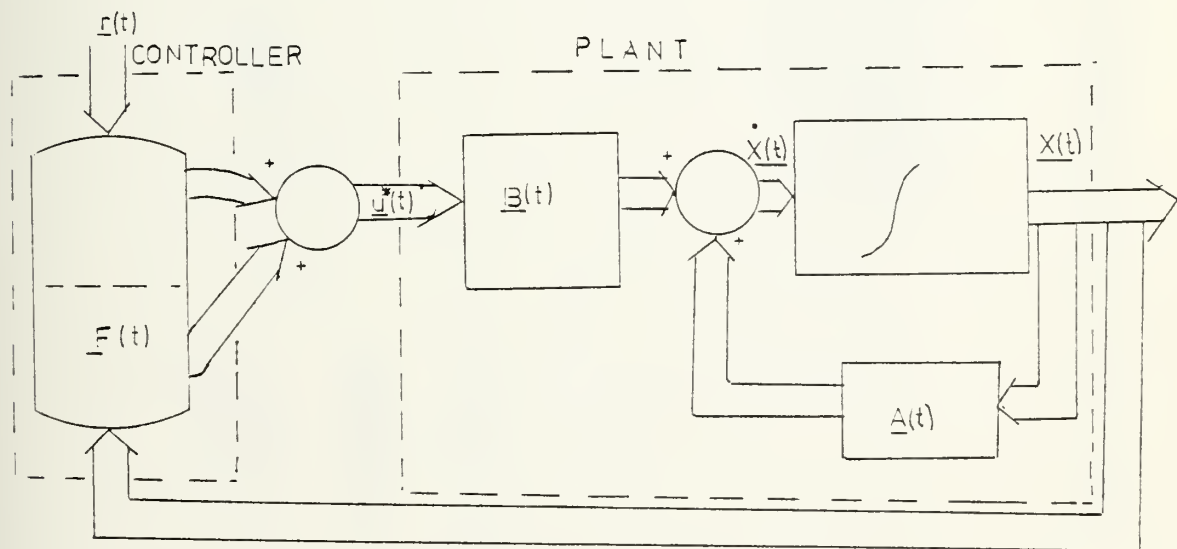 r(t)
CONTROLLER
PLANT
+
+
u*(t)
B(t)
+
+
Ẋ(t)
X(t)
F(t)
A(t)